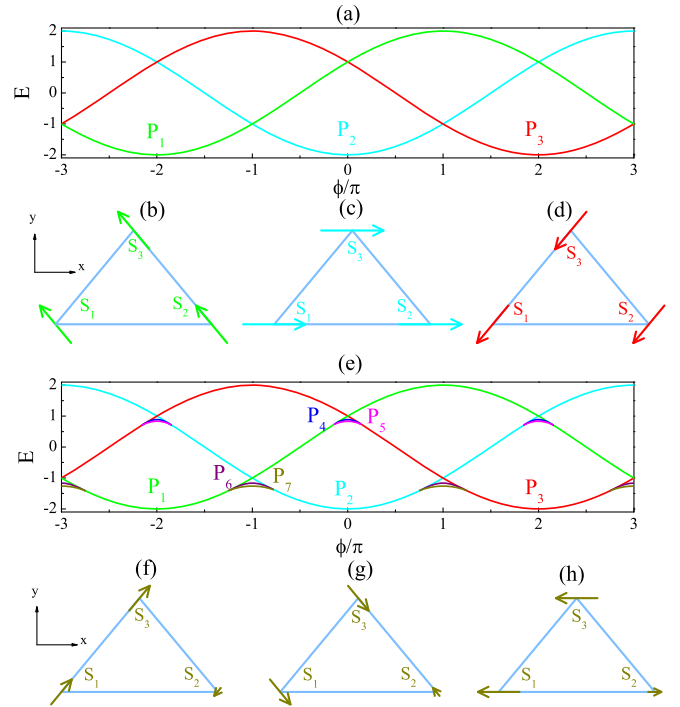 (a)
2
1
0
-1
-2
E
P1
P2
P3
-3 -2 -1 0 1 2 3
ϕ/π
(b) (c) (d)
y
x
S3
S1 S2
S3
S1 S2
S3
S1 S2
(e)
2
1
0
-1
-2
E
P4 P5
P6 P7
P1
P2
P3
-3 -2 -1 0 1 2 3
ϕ/π
(f) (g) (h)
y
x
S3
S1 S2
S3
S1 S2
S3
S1 S2